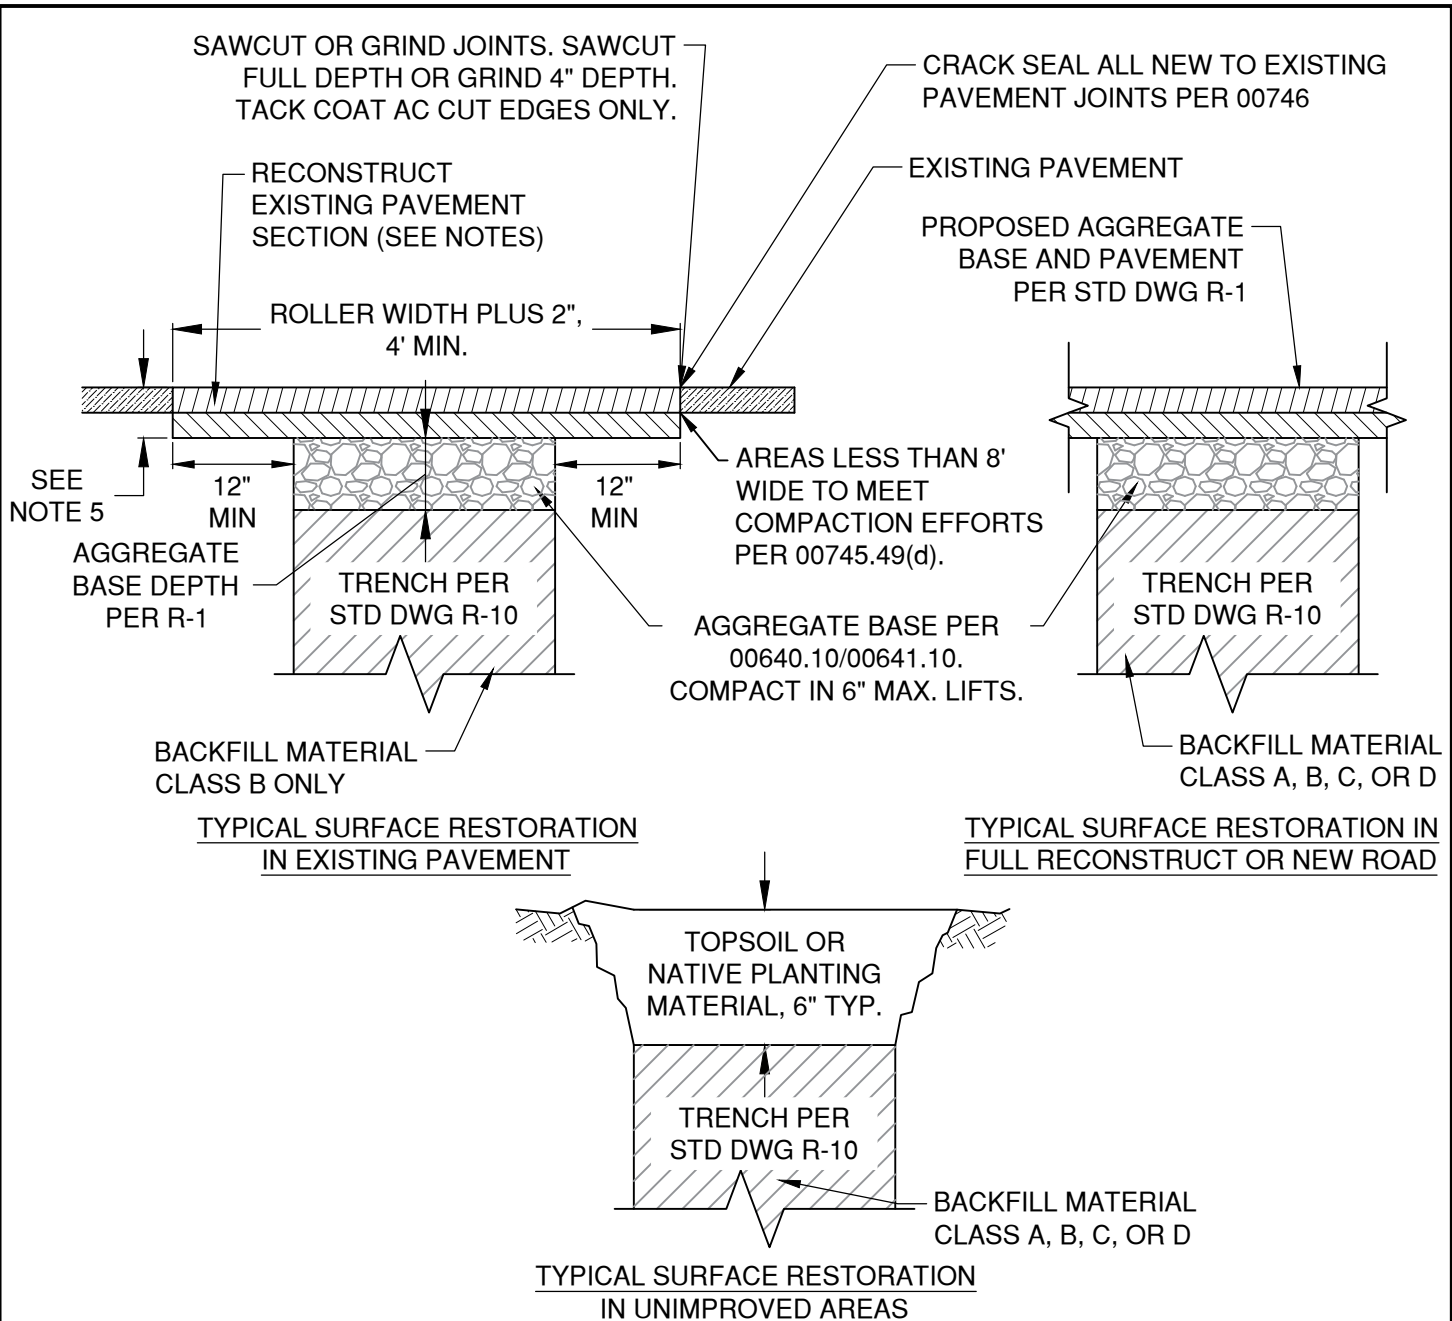 SAWCUT OR GRIND JOINTS. SAWCUT
FULL DEPTH OR GRIND 4" DEPTH.
TACK COAT AC CUT EDGES ONLY.
CRACK SEAL ALL NEW TO EXISTING
PAVEMENT JOINTS PER 00746
RECONSTRUCT
EXISTING PAVEMENT
SECTION (SEE NOTES)
EXISTING PAVEMENT
PROPOSED AGGREGATE
BASE AND PAVEMENT
PER STD DWG R-1
ROLLER WIDTH PLUS 2",
4' MIN.
SEE
NOTE 5
12"
MIN
12"
MIN
AREAS LESS THAN 8'
WIDE TO MEET
COMPACTION EFFORTS
PER 00745.49(d).
AGGREGATE
BASE DEPTH
PER R-1
TRENCH PER
STD DWG R-10
AGGREGATE BASE PER
00640.10/00641.10.
COMPACT IN 6" MAX. LIFTS.
TRENCH PER
STD DWG R-10
BACKFILL MATERIAL
CLASS B ONLY
BACKFILL MATERIAL
CLASS A, B, C, OR D
TYPICAL SURFACE RESTORATION
IN EXISTING PAVEMENT
TYPICAL SURFACE RESTORATION IN
FULL RECONSTRUCT OR NEW ROAD
TOPSOIL OR
NATIVE PLANTING
MATERIAL, 6" TYP.
TRENCH PER
STD DWG R-10
BACKFILL MATERIAL
CLASS A, B, C, OR D
TYPICAL SURFACE RESTORATION
IN UNIMPROVED AREAS